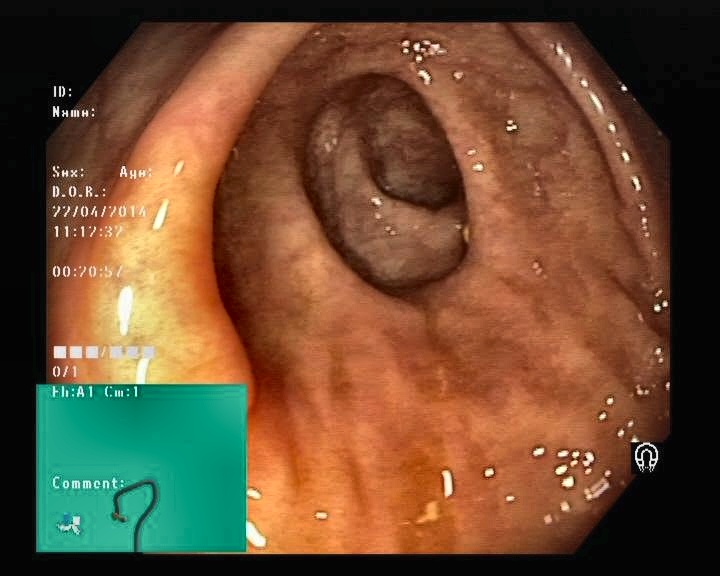 ID:
Name:
Sex: Age:
D.O.B.:
22/04/2014
11:12:32
00:20:57
0/1
Eh:A1 Cm:1
Comment: